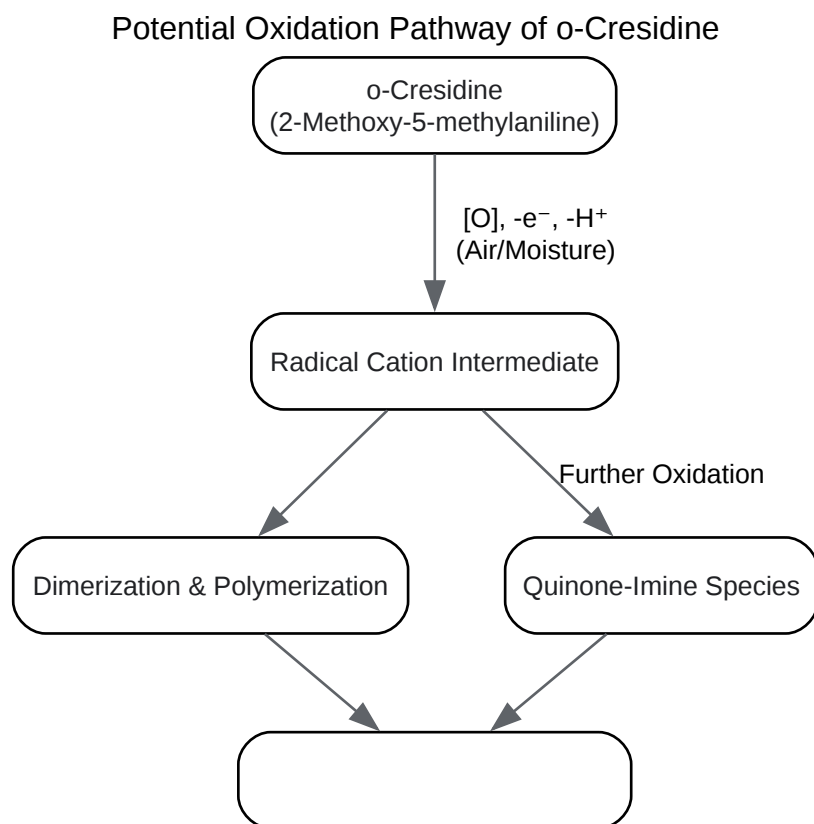 Potential Oxidation Pathway of o-Cresidine
o-Cresidine
(2-Methoxy-5-methylaniline)
[O], -e⁻, -H⁺
(Air/Moisture)
Radical Cation Intermediate
Further Oxidation
Dimerization & Polymerization
Quinone-Imine Species